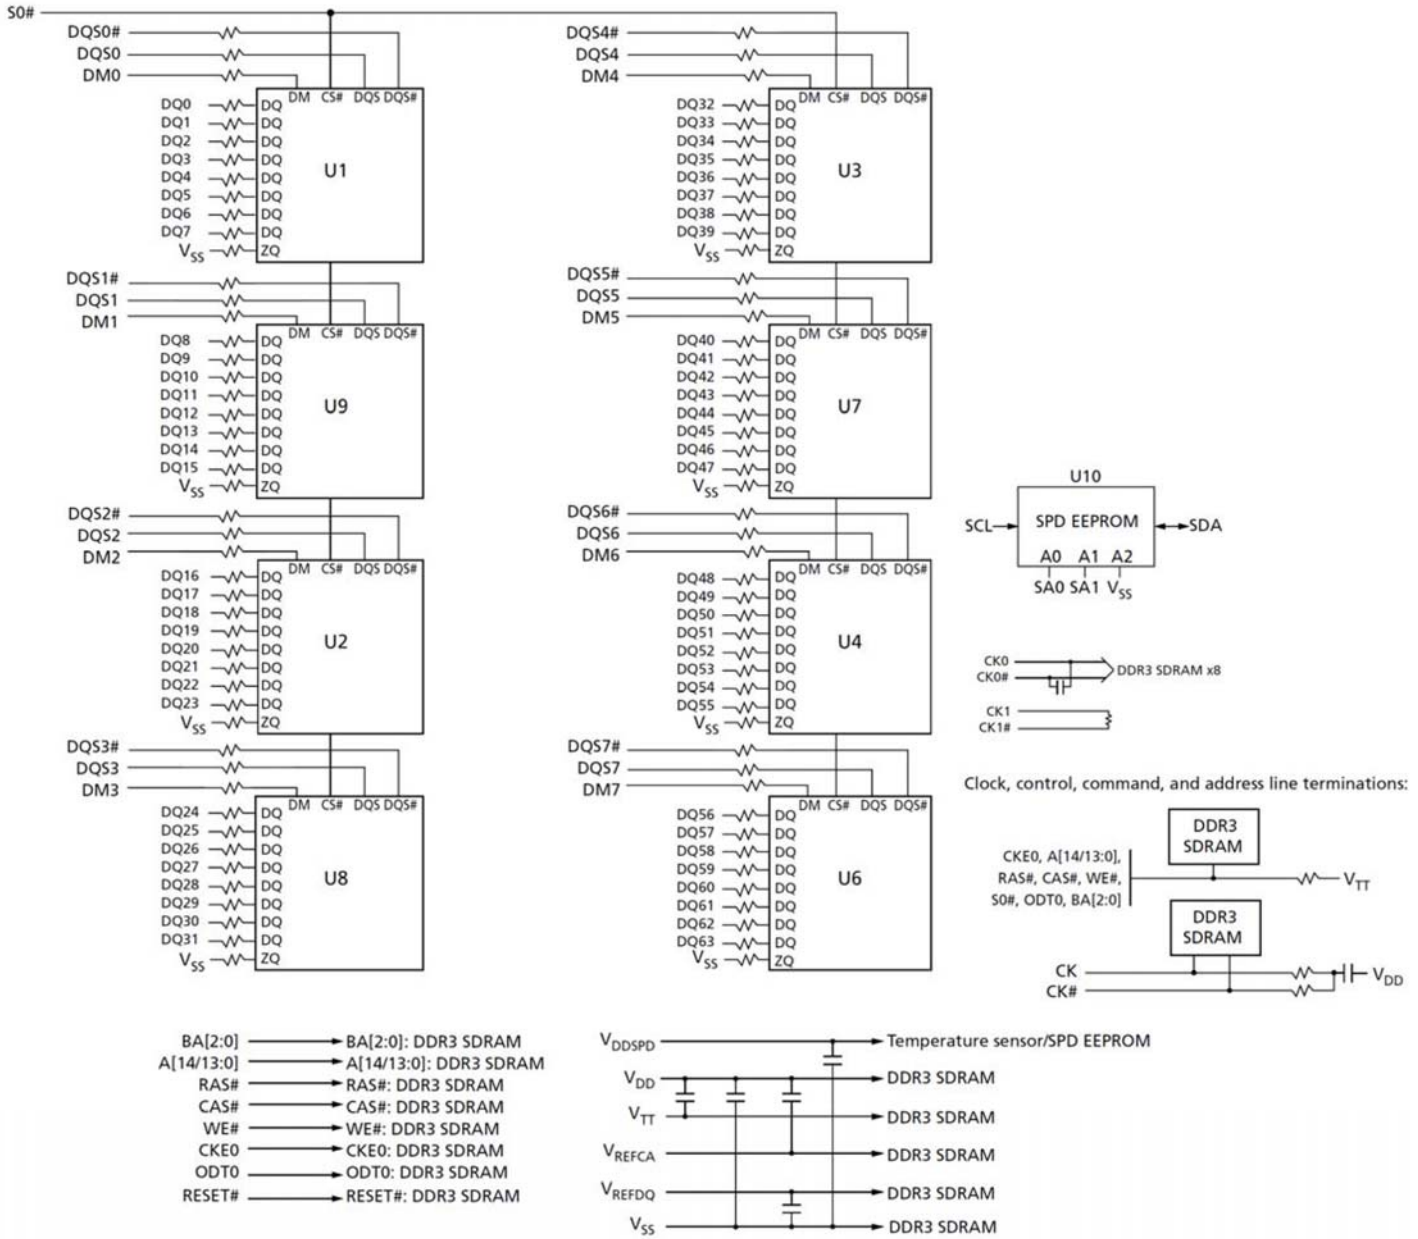 S0#
DQS0#
DQS0
DM0
DM CS# DQS DQS#
DQ0 DQ
DQ1 DQ
DQ2 DQ
DQ3 DQ
DQ4 DQ
DQ5 DQ
DQ6 DQ
DQ7 DQ
VSS ZQ
U1
DQS1#
DQS1
DM1
DM CS# DQS DQS#
DQ8 DQ
DQ9 DQ
DQ10 DQ
DQ11 DQ
DQ12 DQ
DQ13 DQ
DQ14 DQ
DQ15 DQ
VSS ZQ
U9
DQS2#
DQS2
DM2
DM CS# DQS DQS#
DQ16 DQ
DQ17 DQ
DQ18 DQ
DQ19 DQ
DQ20 DQ
DQ21 DQ
DQ22 DQ
DQ23 DQ
VSS ZQ
U2
DQS3#
DQS3
DM3
DM CS# DQS DQS#
DQ24 DQ
DQ25 DQ
DQ26 DQ
DQ27 DQ
DQ28 DQ
DQ29 DQ
DQ30 DQ
DQ31 DQ
VSS ZQ
U8
DQS4#
DQS4
DM4
DM CS# DQS DQS#
DQ32 DQ
DQ33 DQ
DQ34 DQ
DQ35 DQ
DQ36 DQ
DQ37 DQ
DQ38 DQ
DQ39 DQ
VSS ZQ
U3
DQS5#
DQS5
DM5
DM CS# DQS DQS#
DQ40 DQ
DQ41 DQ
DQ42 DQ
DQ43 DQ
DQ44 DQ
DQ45 DQ
DQ46 DQ
DQ47 DQ
VSS ZQ
U7
DQS6#
DQS6
DM6
DM CS# DQS DQS#
DQ48 DQ
DQ49 DQ
DQ50 DQ
DQ51 DQ
DQ52 DQ
DQ53 DQ
DQ54 DQ
DQ55 DQ
VSS ZQ
U4
DQS7#
DQS7
DM7
DM CS# DQS DQS#
DQ56 DQ
DQ57 DQ
DQ58 DQ
DQ59 DQ
DQ60 DQ
DQ61 DQ
DQ62 DQ
DQ63 DQ
VSS ZQ
U6
U10
SCL SPD EEPROM SDA
A0 A1 A2
SA0 SA1 VSS
CK0
CK0#
DDR3 SDRAM x8
CK1
CK1#
Clock, control, command, and address line terminations:
DDR3
SDRAM
CKE0, A[14/13:0],
RAS#, CAS#, WE#,
S0#, ODT0, BA[2:0]
VTT
DDR3
SDRAM
CK
CK#
VDD
BA[2:0] BA[2:0]: DDR3 SDRAM
A[14/13:0] A[14/13:0]: DDR3 SDRAM
RAS# RAS#: DDR3 SDRAM
CAS# CAS#: DDR3 SDRAM
WE# WE#: DDR3 SDRAM
CKE0 CKE0: DDR3 SDRAM
ODT0 ODT0: DDR3 SDRAM
RESET# RESET#: DDR3 SDRAM
VDDSPD Temperature sensor/SPD EEPROM
VDD DDR3 SDRAM
VTT DDR3 SDRAM
VREFCA DDR3 SDRAM
VREFDQ DDR3 SDRAM
VSS DDR3 SDRAM